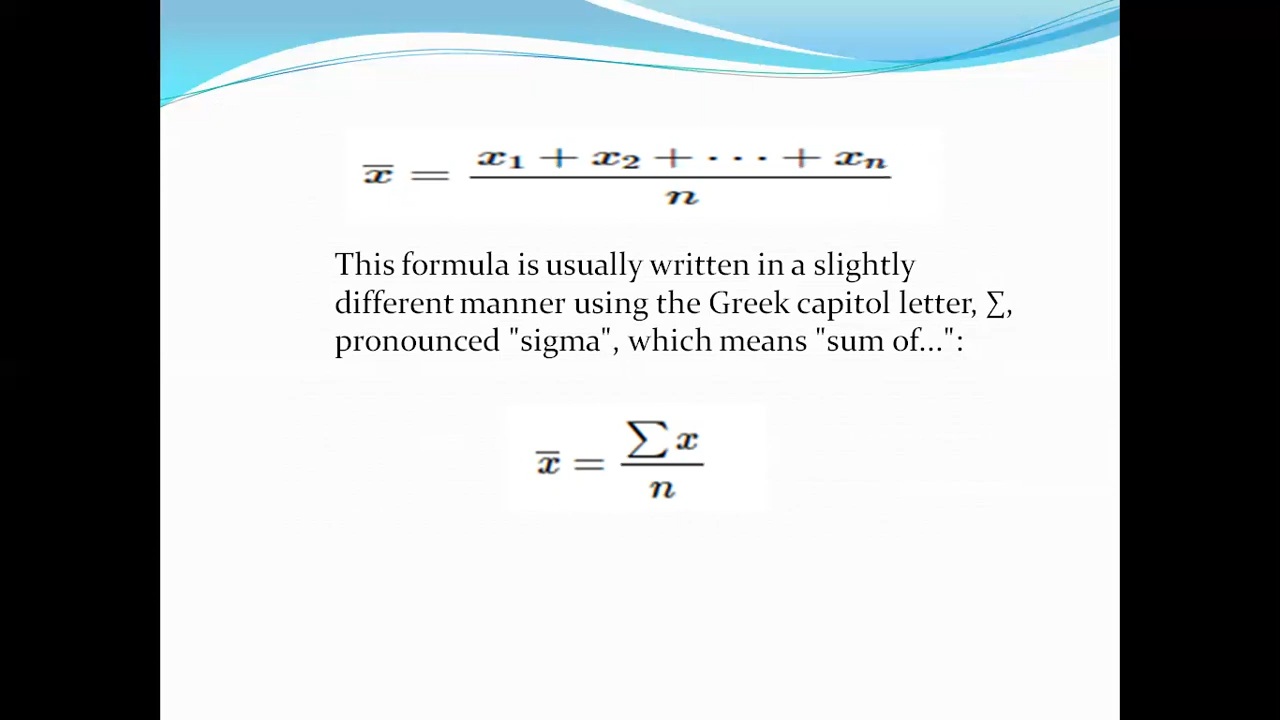 x̄ = (x₁ + x₂ + · · · + xₙ) / n
This formula is usually written in a slightly
different manner using the Greek capitol letter, ∑,
pronounced "sigma", which means "sum of...":
x̄ = ∑x / n